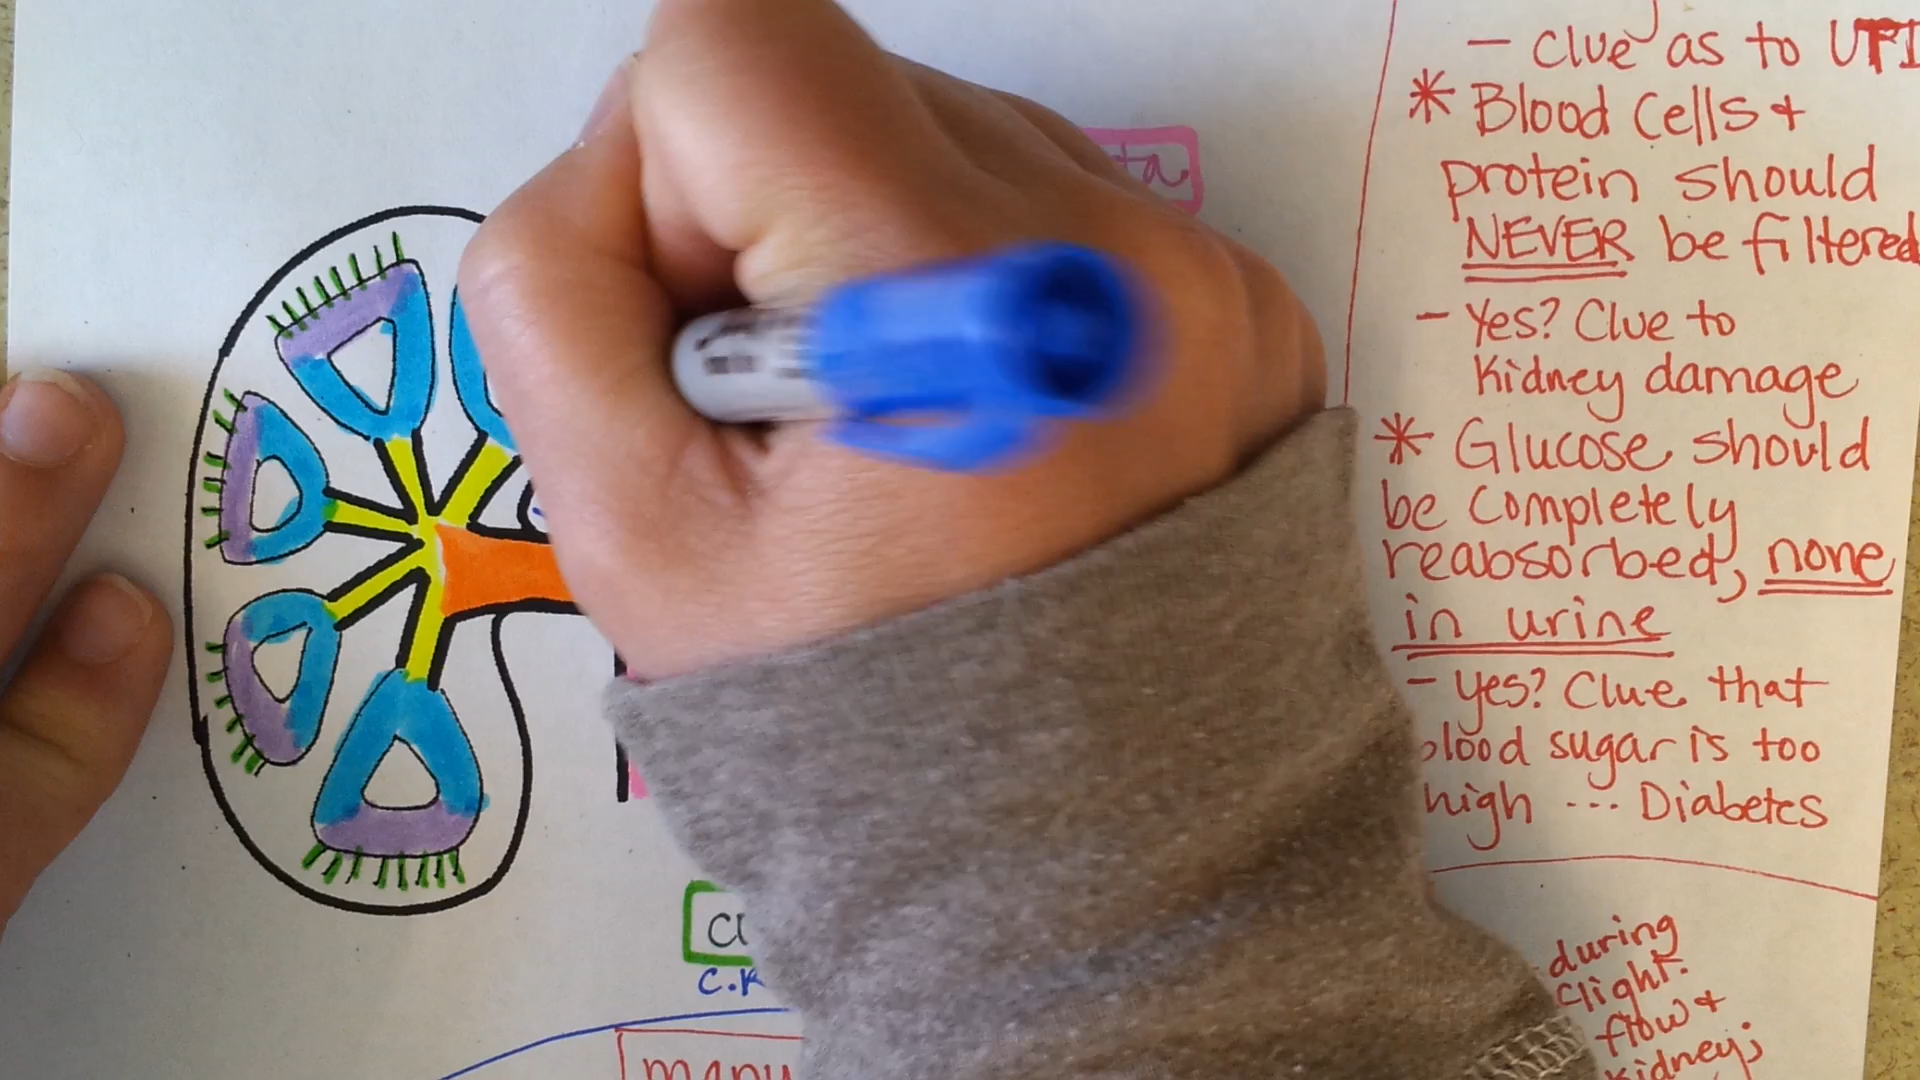 - Clue as to UTI
* Blood Cells +
protein should
NEVER be filtered
- Yes? Clue to
Kidney damage
* Glucose should
be completely
reabsorbed, none
in urine
- Yes? Clue that
blood sugar is too
high ... Diabetes
during
flow +
kidney;
many